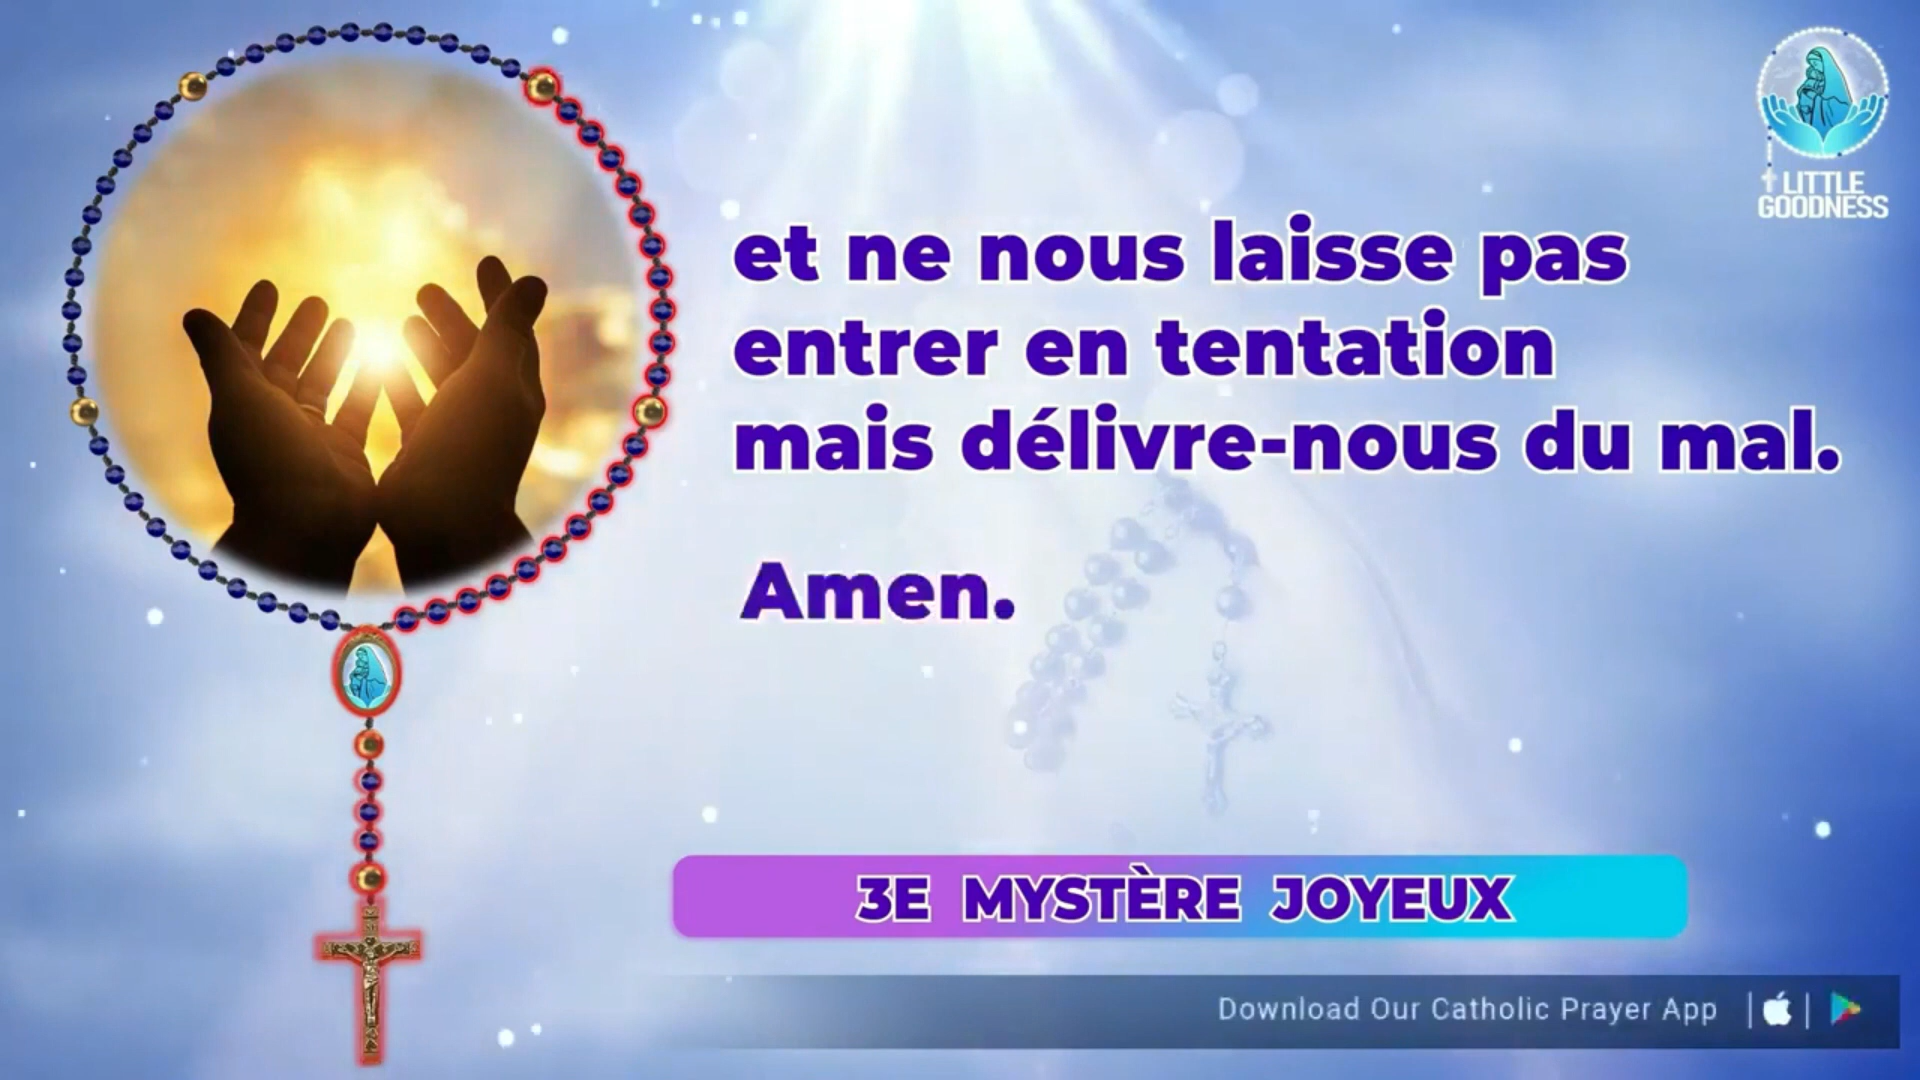 LITTLE
GOODNESS
et ne nous laisse pas
entrer en tentation
mais délivre-nous du mal.
Amen.
3E MYSTÈRE JOYEUX
Download Our Catholic Prayer App